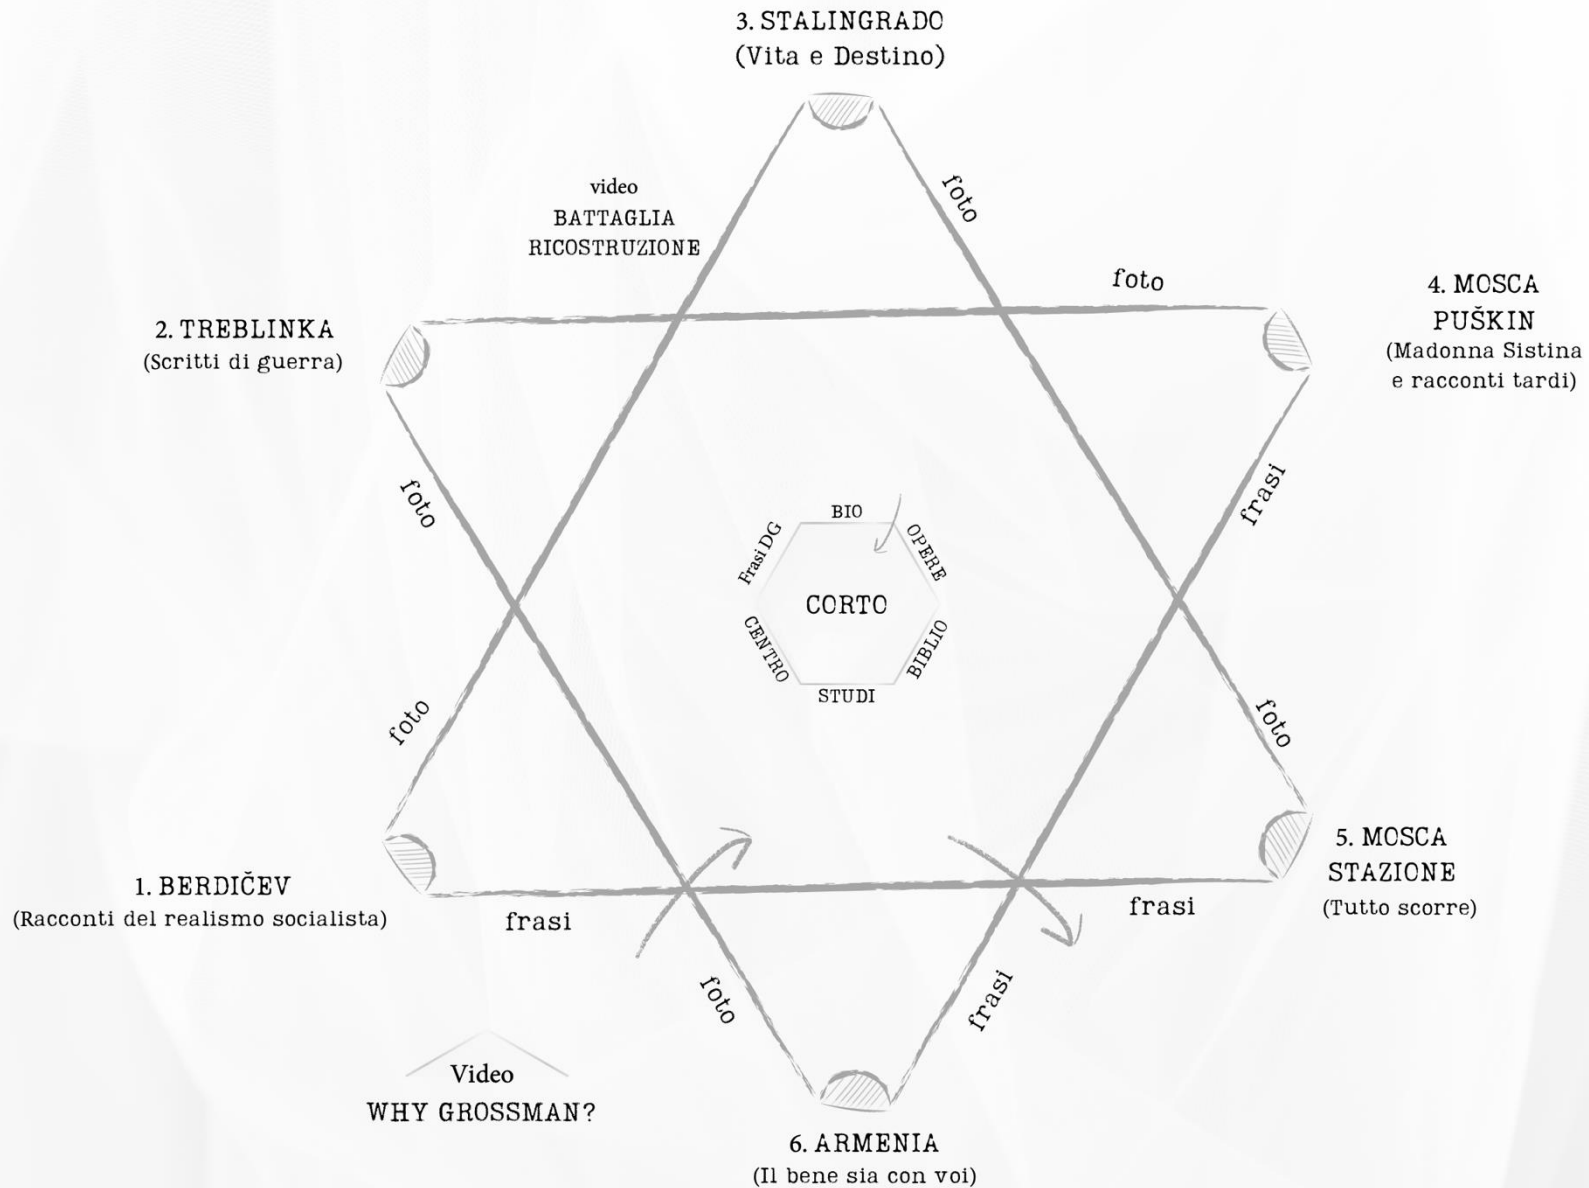 3. STALINGRADO
(Vita e Destino)
video
BATTAGLIA
RICOSTRUZIONE
foto
foto
2. TREBLINKA
(Scritti di guerra)
4. MOSCA
PUŠKIN
(Madonna Sistina
e racconti tardi)
foto
frasi
BIO
OPERE
Frasi DG
CORTO
CENTRO
BIBLIO
STUDI
foto
foto
1. BERDIČEV
(Racconti del realismo socialista)
frasi
frasi
5. MOSCA
STAZIONE
(Tutto scorre)
foto
frasi
Video
WHY GROSSMAN?
6. ARMENIA
(Il bene sia con voi)